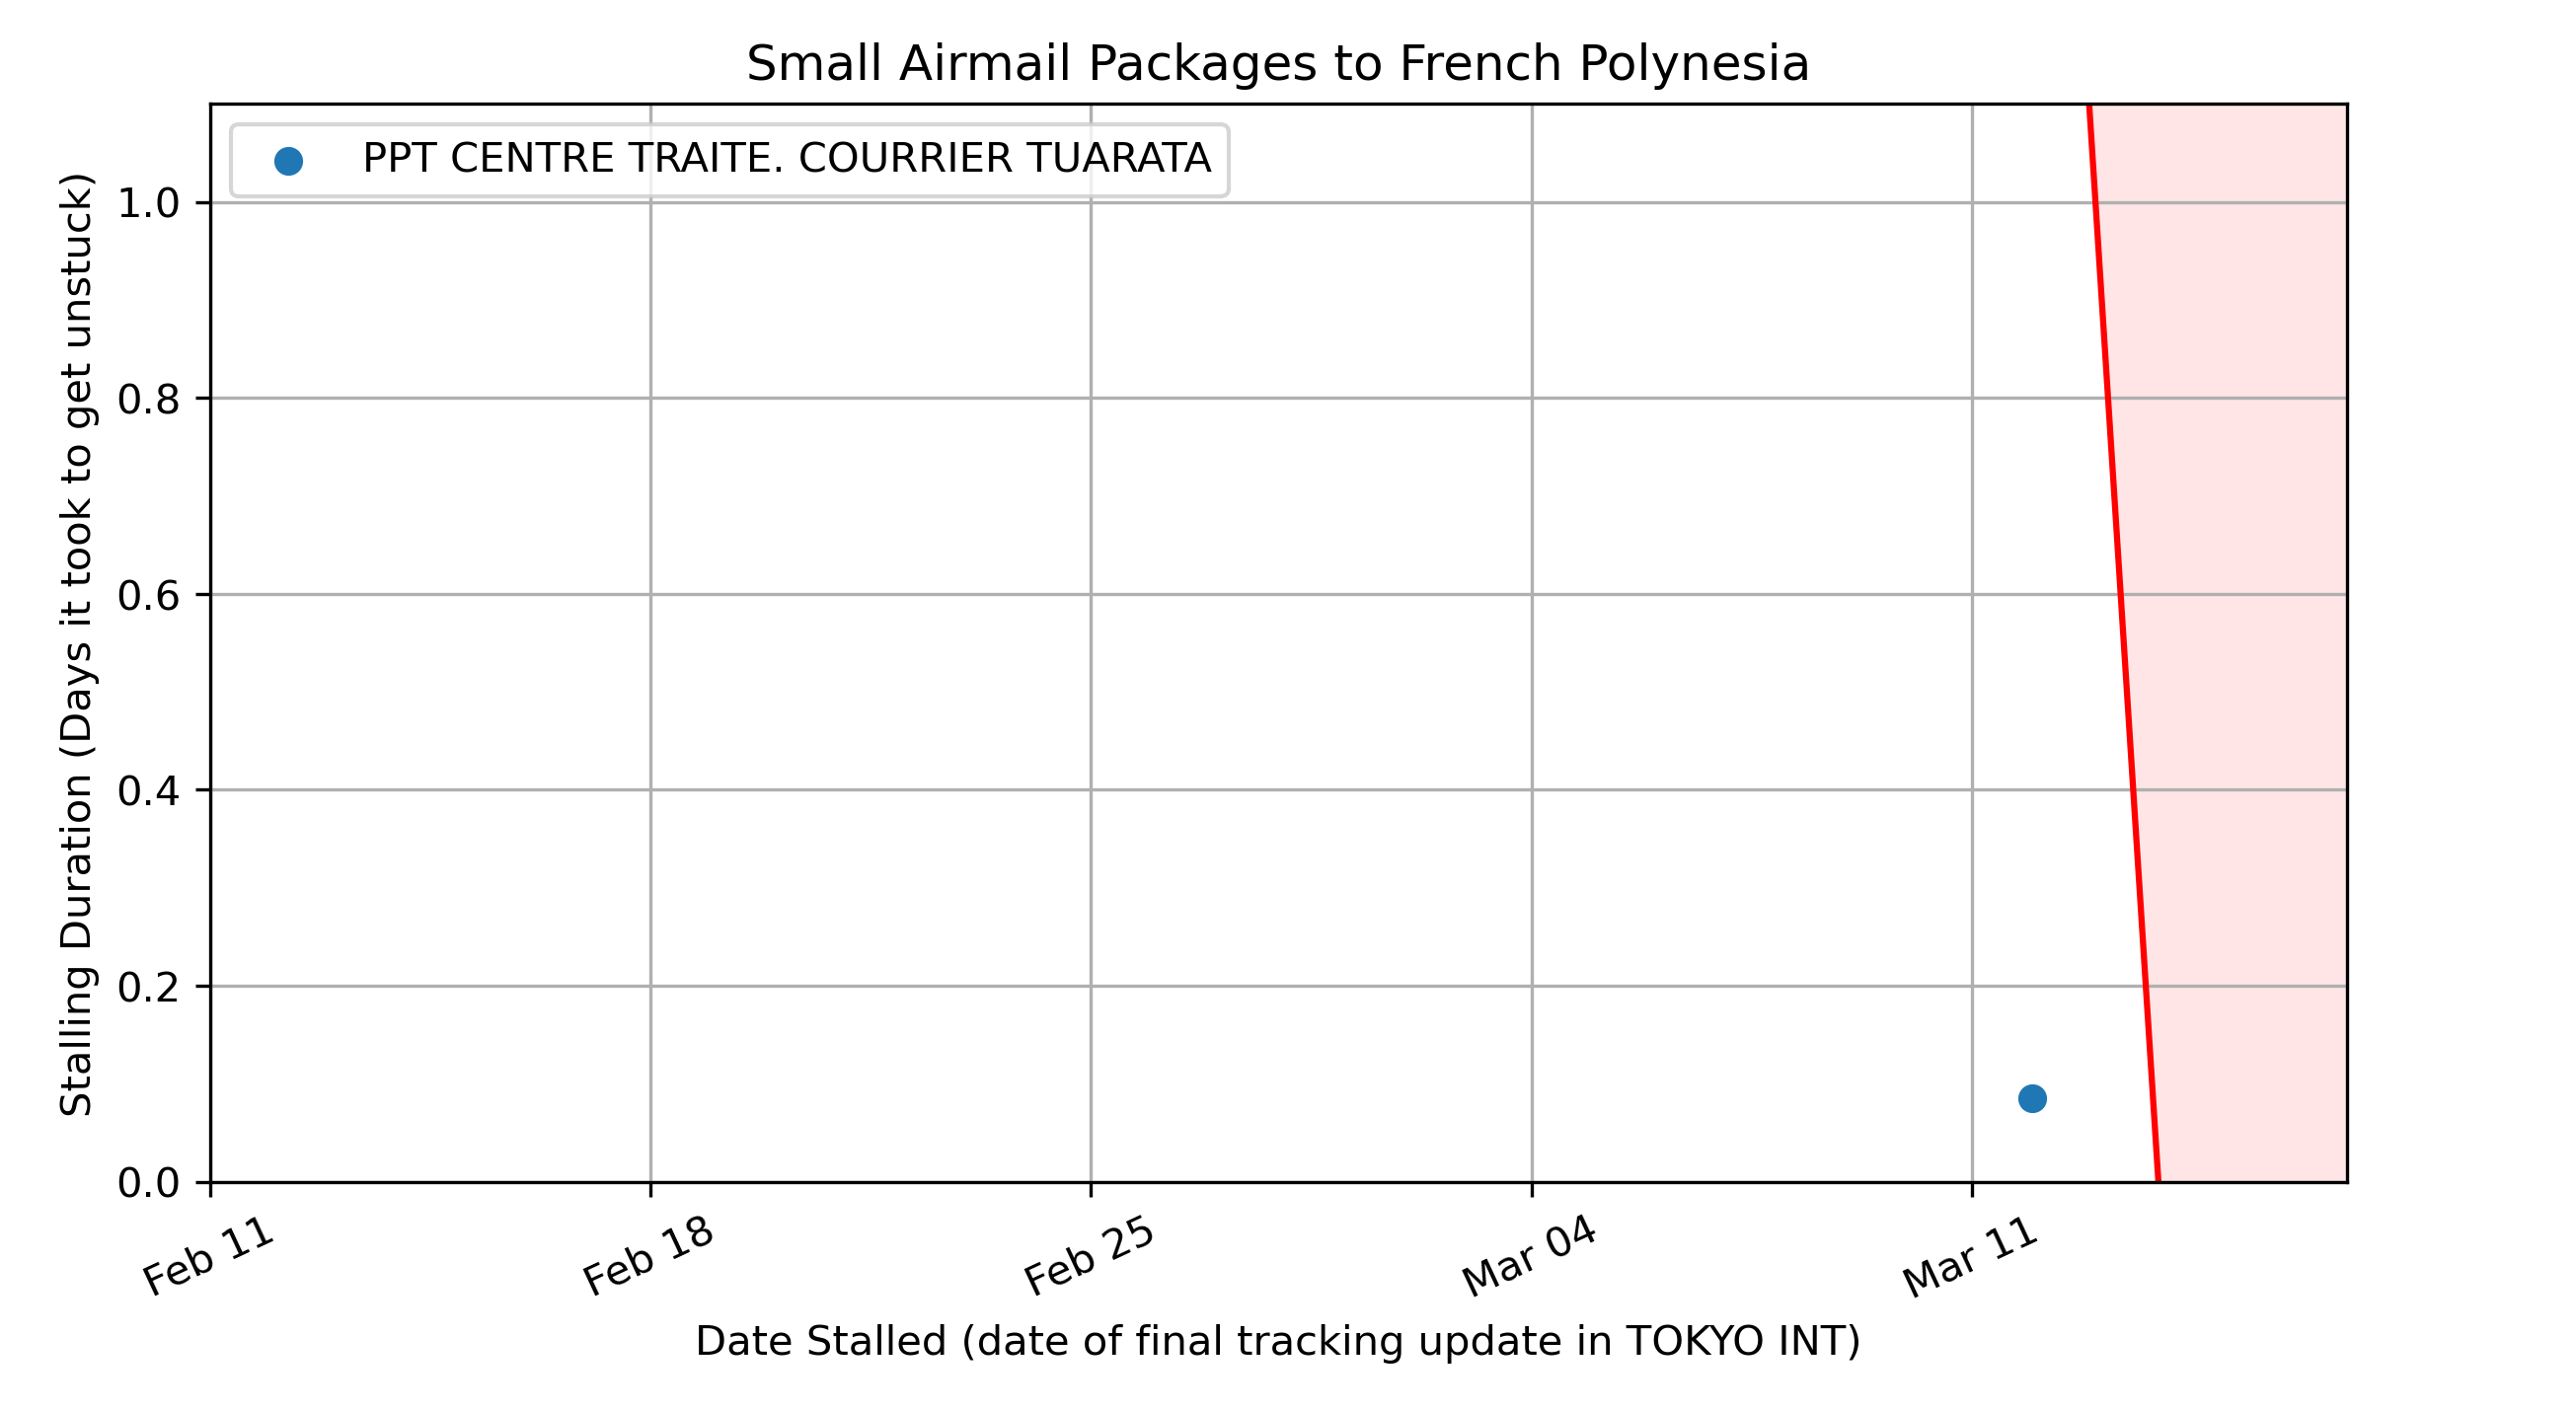 Small Airmail Packages to French Polynesia
PPT CENTRE TRAITE. COURRIER TUARATA
Stalling Duration (Days it took to get unstuck)
1.0
0.8
0.6
0.4
0.2
0.0
Feb 11
Feb 18
Feb 25
Mar 04
Mar 11
Date Stalled (date of final tracking update in TOKYO INT)